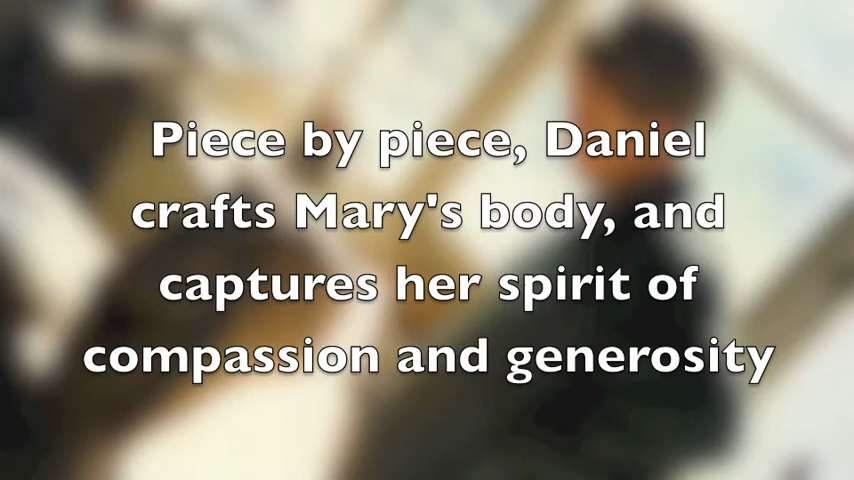 Piece by piece, Daniel
crafts Mary's body, and
captures her spirit of
compassion and generosity